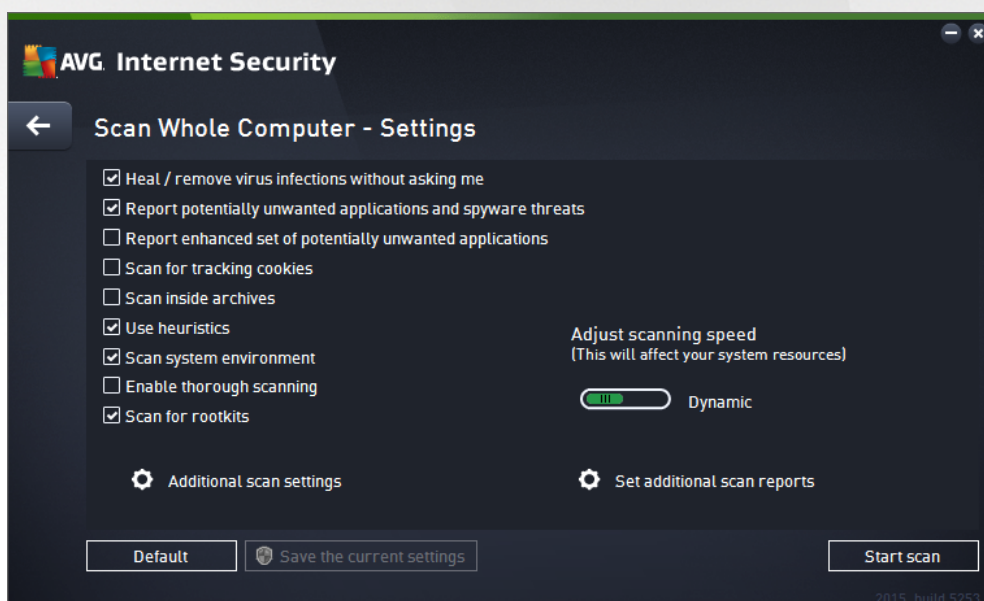 AVG. Internet Security
Scan Whole Computer - Settings
Heal / remove virus infections without asking me
Report potentially unwanted applications and spyware threats
Report enhanced set of potentially unwanted applications
Scan for tracking cookies
Scan inside archives
Use heuristics
Scan system environment
Enable thorough scanning
Scan for rootkits
Adjust scanning speed
(This will affect your system resources)
Dynamic
Additional scan settings
Set additional scan reports
Default
Save the current settings
Start scan
2015, build 5253